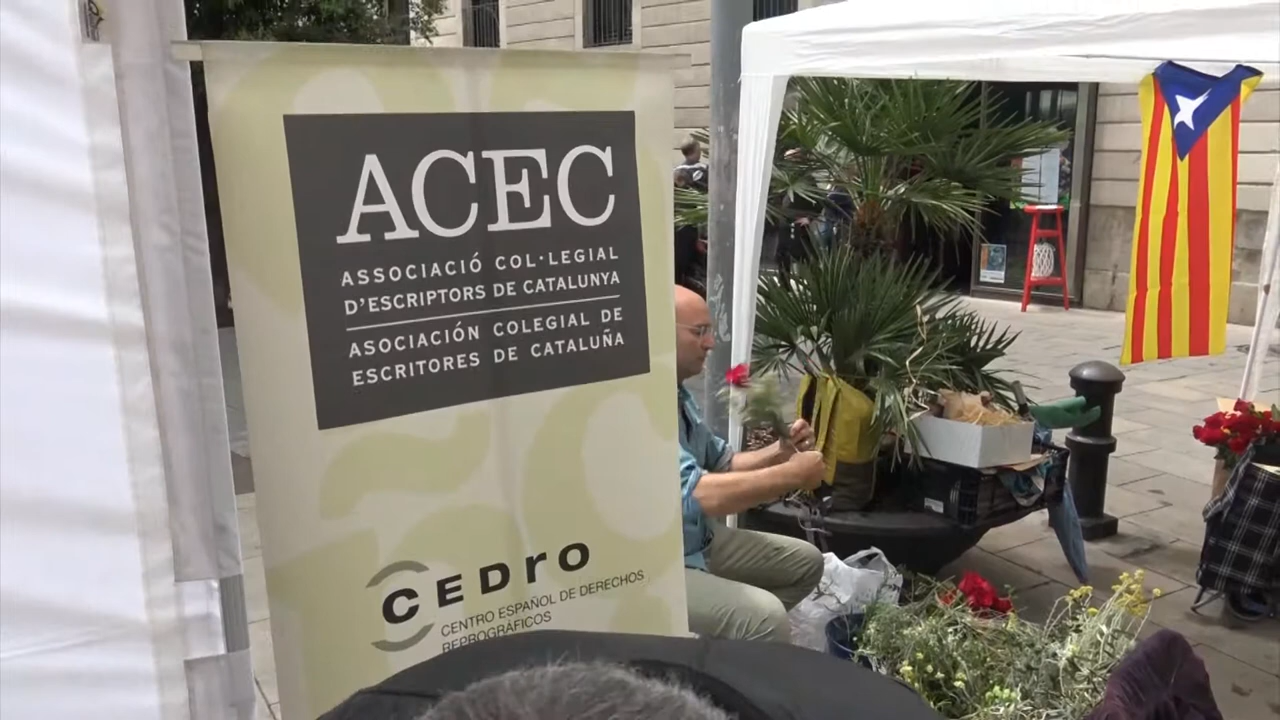 ACEC
ASSOCIACIÓ COL·LEGIAL
D'ESCRIPTORS DE CATALUNYA
ASOCIACIÓN COLEGIAL DE
ESCRITORES DE CATALUÑA
CEDro
CENTRO ESPAÑOL DE DERECHOS
REPROGRÁFICOS